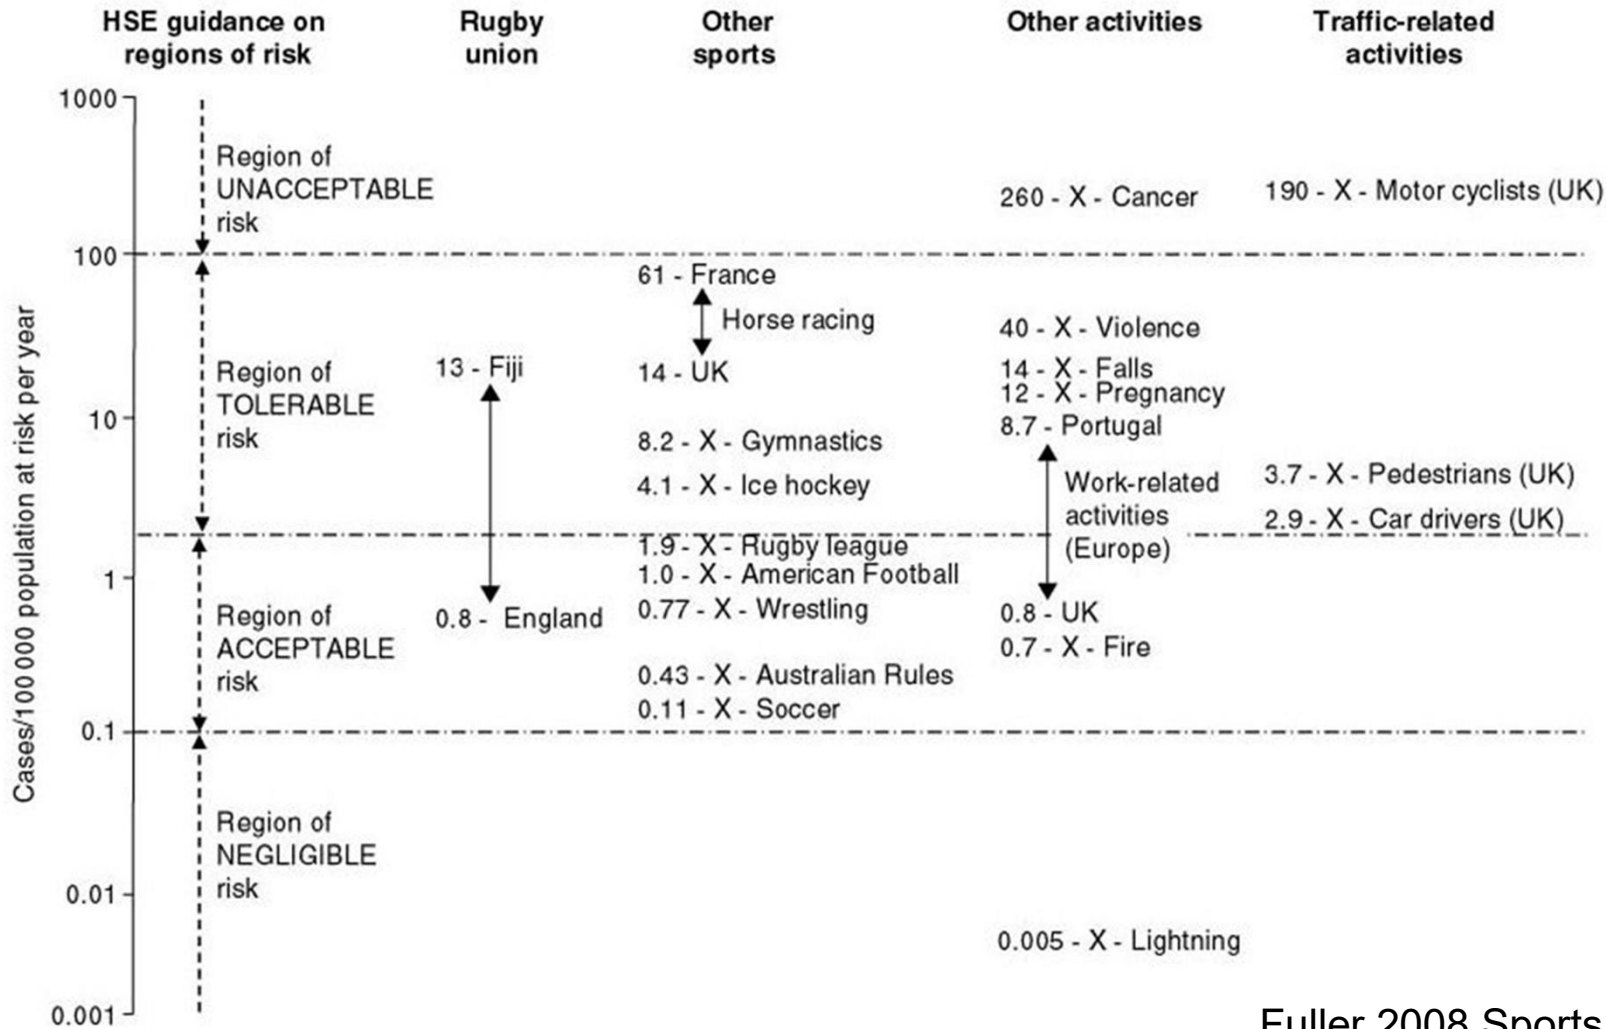 HSE guidance on
regions of risk
Rugby
union
Other
sports
Other activities
Traffic-related
activities
Cases/100 000 population at risk per year
1000
100
10
1
0.1
0.01
0.001
Region of
UNACCEPTABLE
risk
Region of
TOLERABLE
risk
Region of
ACCEPTABLE
risk
Region of
NEGLIGIBLE
risk
13 - Fiji
0.8 - England
61 - France
Horse racing
14 - UK
8.2 - X - Gymnastics
4.1 - X - Ice hockey
1.9 - X - Rugby league
1.0 - X - American Football
0.77 - X - Wrestling
0.43 - X - Australian Rules
0.11 - X - Soccer
260 - X - Cancer
40 - X - Violence
14 - X - Falls
12 - X - Pregnancy
8.7 - Portugal
Work-related
activities
(Europe)
0.8 - UK
0.7 - X - Fire
0.005 - X - Lightning
190 - X - Motor cyclists (UK)
3.7 - X - Pedestrians (UK)
2.9 - X - Car drivers (UK)
Fuller 2008 Sports